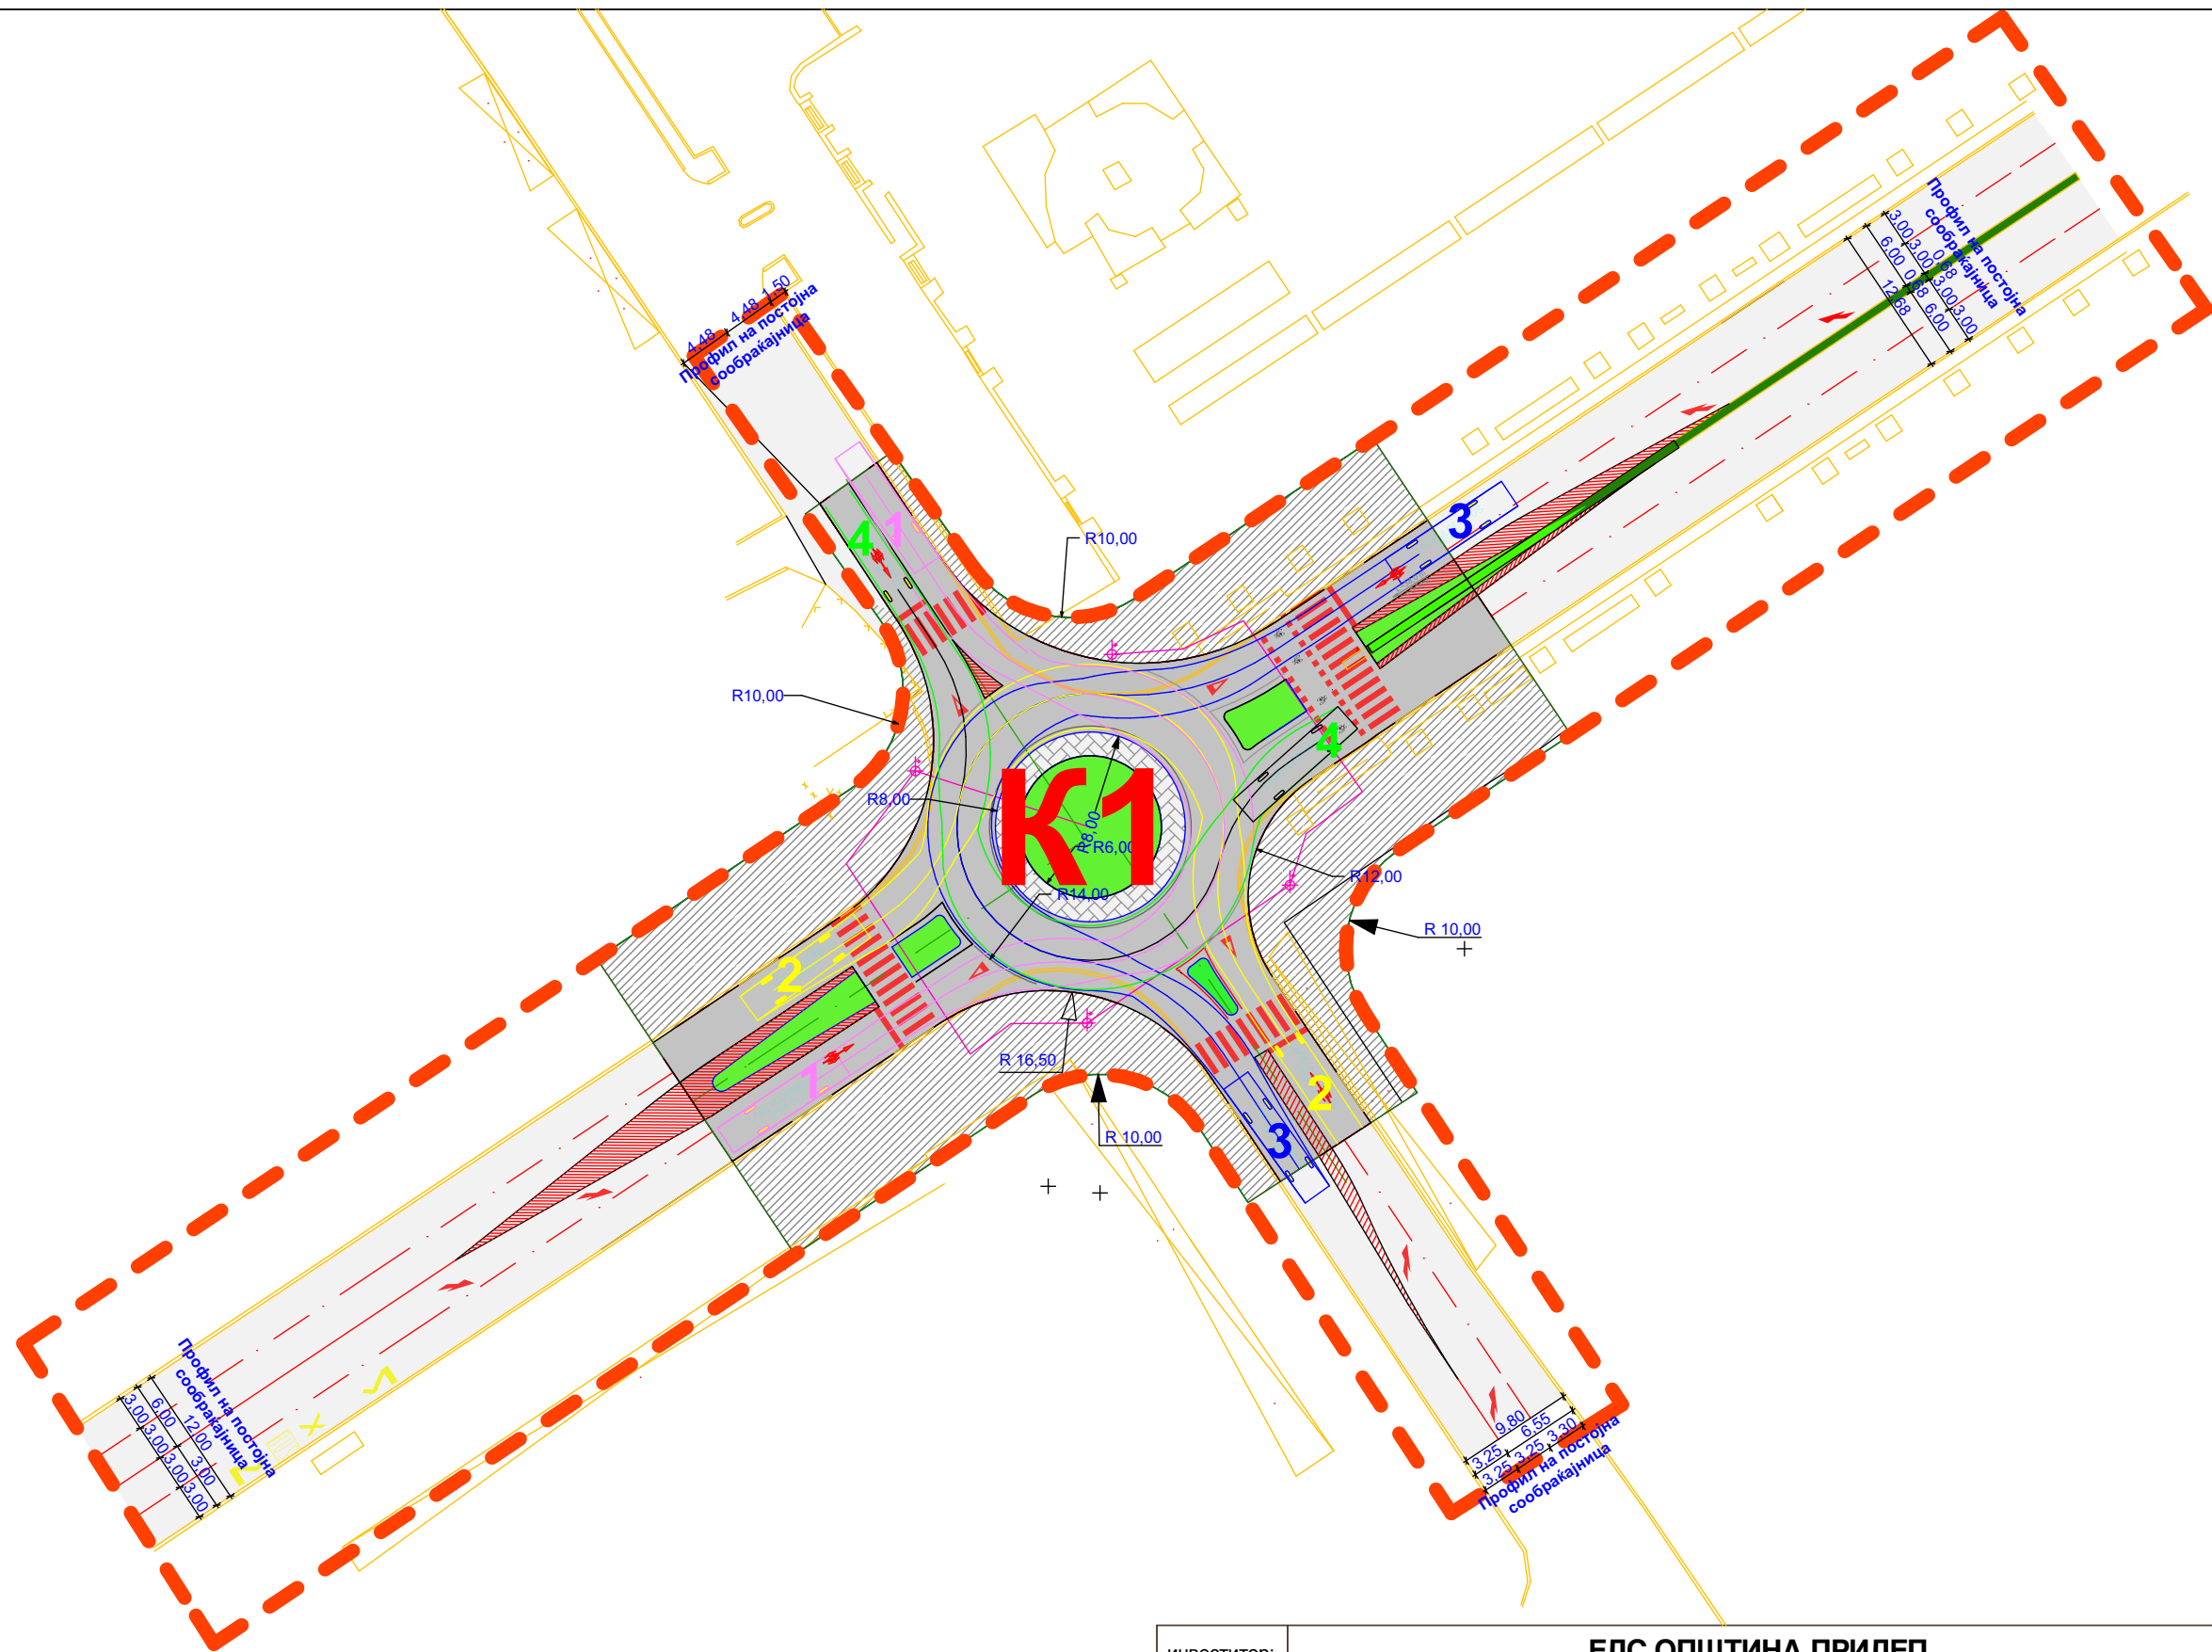 4,48 4,48 1,50
Профил на постојна
сообраќајница
Профил на постојна
сообраќајница
3,00 3,00 0,68 3,00 3,00
6,00 0,68 6,00
12,68
4
1
3
R10,00
R10,00
4
К1
R8,00
R8,00
R6,00
R14,00
R12,00
R 10,00
2
1
R 16,50
R 10,00
2
3
Профил на постојна
сообраќајница
12,00
6,00 3,00
3,00 3,00 3,00 3,00
9,80
3,25 6,55
3,25 3,25 3,30
Профил на постојна
сообраќајница
инвеститор:
ЕЛС ОПШТИНА ПРИЛЕП